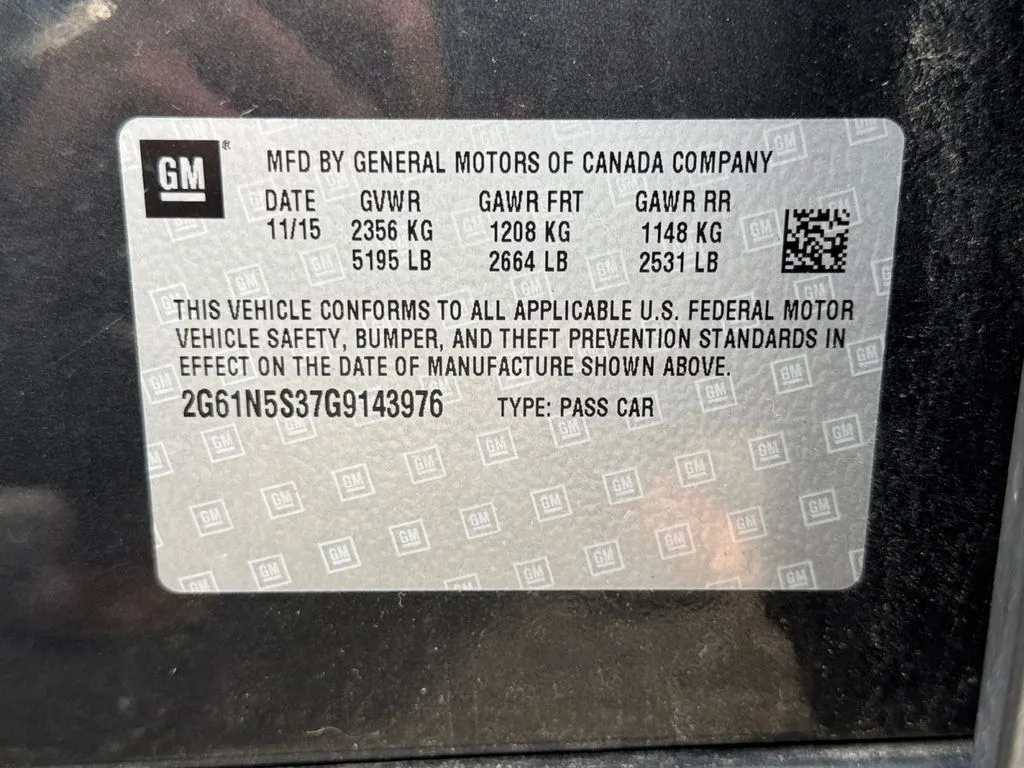 GM®
MFD BY GENERAL MOTORS OF CANADA COMPANY
DATE GVWR GAWR FRT GAWR RR
11/15 2356 KG 1208 KG 1148 KG
5195 LB 2664 LB 2531 LB
THIS VEHICLE CONFORMS TO ALL APPLICABLE U.S. FEDERAL MOTOR
VEHICLE SAFETY, BUMPER, AND THEFT PREVENTION STANDARDS IN
EFFECT ON THE DATE OF MANUFACTURE SHOWN ABOVE.
2G61N5S37G9143976 TYPE: PASS CAR